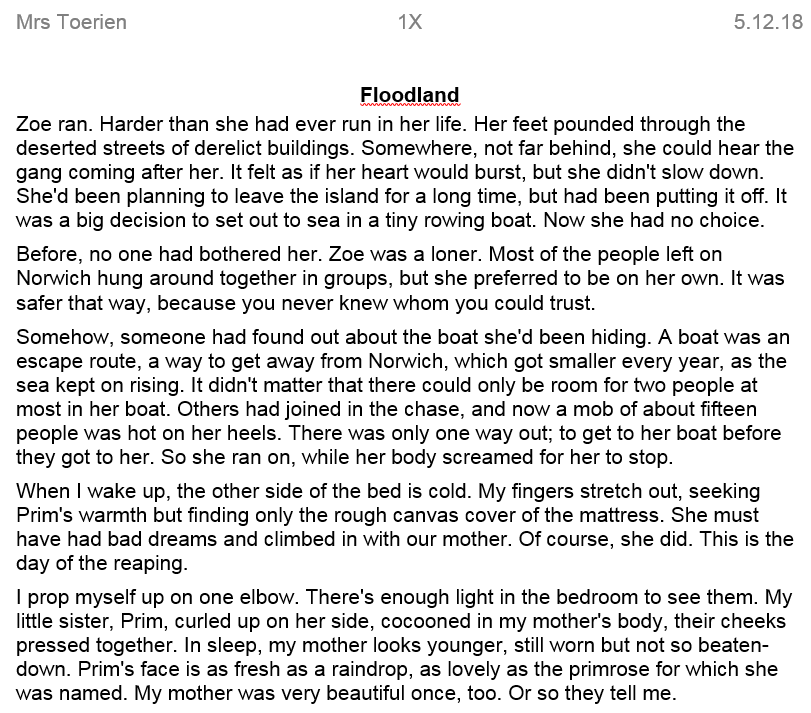 Mrs Toerien 1X 5.12.18
Floodland
Zoe ran. Harder than she had ever run in her life. Her feet pounded through the
deserted streets of derelict buildings. Somewhere, not far behind, she could hear the
gang coming after her. It felt as if her heart would burst, but she didn't slow down.
She'd been planning to leave the island for a long time, but had been putting it off. It
was a big decision to set out to sea in a tiny rowing boat. Now she had no choice.
Before, no one had bothered her. Zoe was a loner. Most of the people left on
Norwich hung around together in groups, but she preferred to be on her own. It was
safer that way, because you never knew whom you could trust.
Somehow, someone had found out about the boat she'd been hiding. A boat was an
escape route, a way to get away from Norwich, which got smaller every year, as the
sea kept on rising. It didn't matter that there could only be room for two people at
most in her boat. Others had joined in the chase, and now a mob of about fifteen
people was hot on her heels. There was only one way out; to get to her boat before
they got to her. So she ran on, while her body screamed for her to stop.
When I wake up, the other side of the bed is cold. My fingers stretch out, seeking
Prim's warmth but finding only the rough canvas cover of the mattress. She must
have had bad dreams and climbed in with our mother. Of course, she did. This is the
day of the reaping.
I prop myself up on one elbow. There's enough light in the bedroom to see them. My
little sister, Prim, curled up on her side, cocooned in my mother's body, their cheeks
pressed together. In sleep, my mother looks younger, still worn but not so beaten-
down. Prim's face is as fresh as a raindrop, as lovely as the primrose for which she
was named. My mother was very beautiful once, too. Or so they tell me.